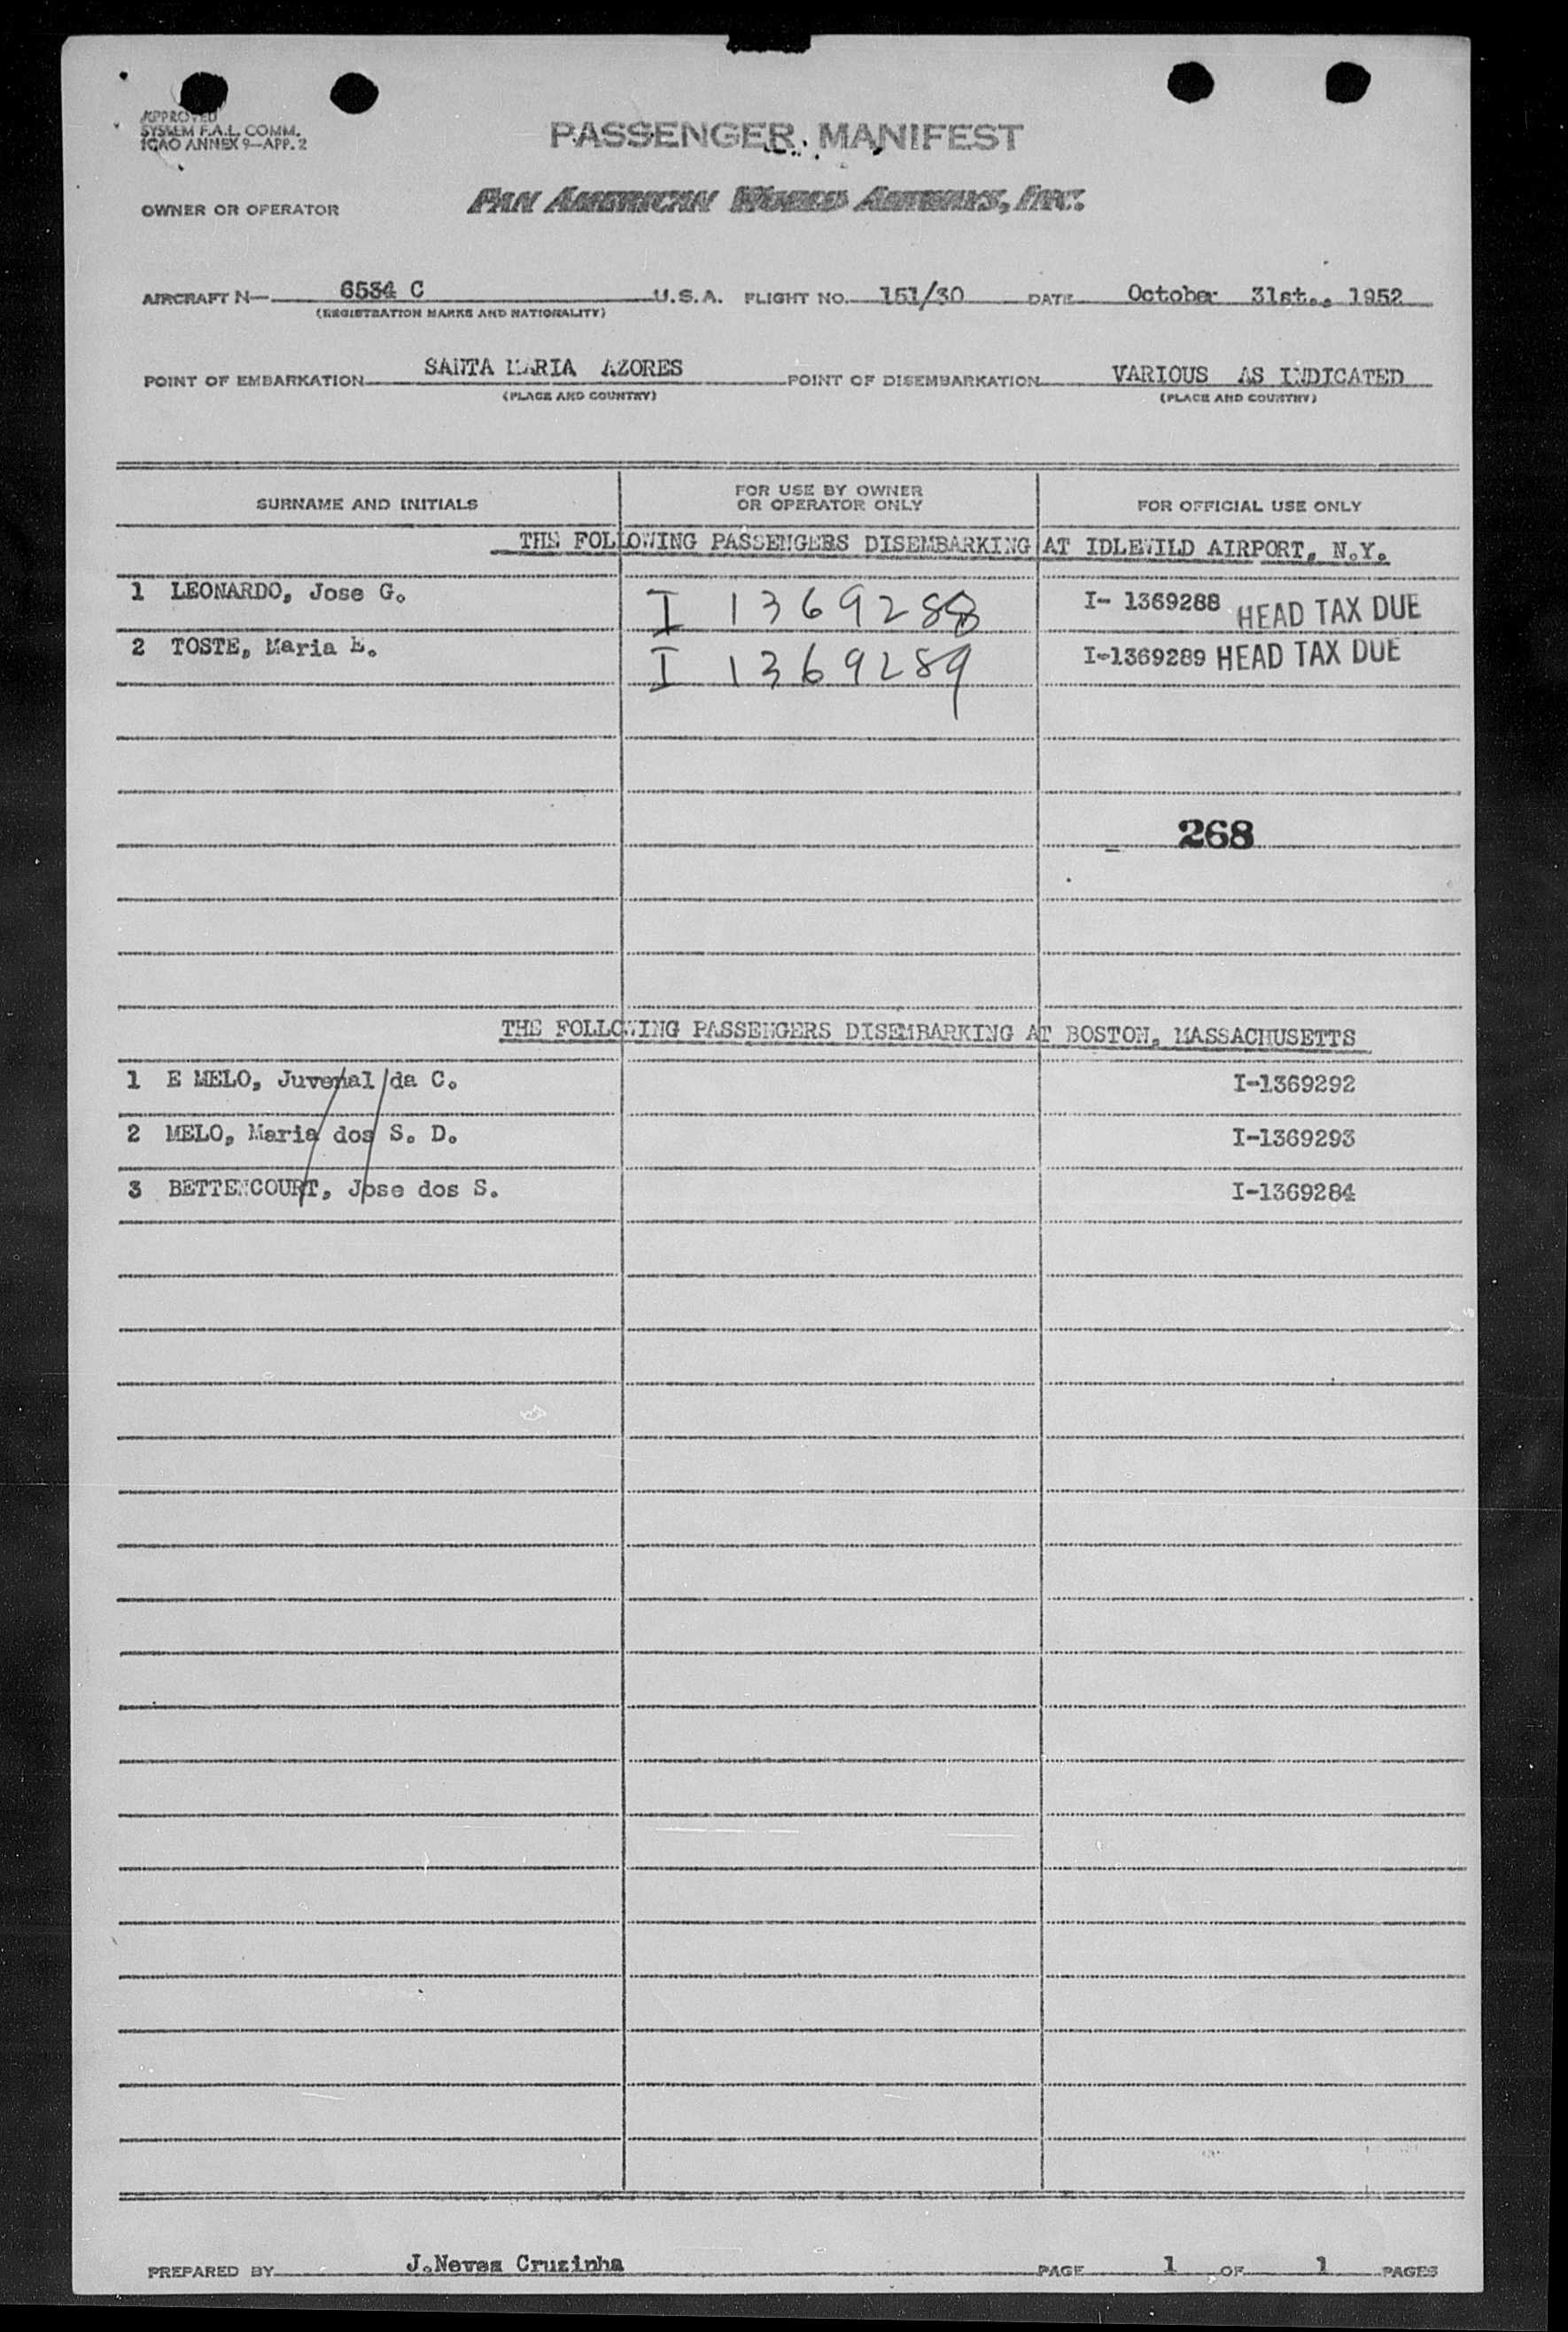 APPROVED
SYSTEM F.A.L. COMM.
ICAO ANNEX 9—APP. 2
PASSENGER MANIFEST
OWNER OR OPERATOR PAN AMERICAN WORLD AIRWAYS, INC.
AIRCRAFT N— 6534 C U.S.A. FLIGHT NO. 151/30 DATE October 31st., 1952
(REGISTRATION MARKS AND NATIONALITY)
POINT OF EMBARKATION SANTA MARIA AZORES POINT OF DISEMBARKATION VARIOUS AS INDICATED
(PLACE AND COUNTRY) (PLACE AND COUNTRY)
SURNAME AND INITIALS FOR USE BY OWNER OR OPERATOR ONLY FOR OFFICIAL USE ONLY
THE FOLLOWING PASSENGERS DISEMBARKING AT IDLEWILD AIRPORT, N.Y.
1 LEONARDO, Jose G. I 1369288 I- 1369288 HEAD TAX DUE
2 TOSTE, Maria E. I 1369289 I-1369289 HEAD TAX DUE
268
THE FOLLOWING PASSENGERS DISEMBARKING AT BOSTON, MASSACHUSETTS
1 E MELO, Juvenal da C. I-1369292
2 MELO, Maria dos S. D. I-1369293
3 BETTENCOURT, Jose dos S. I-1369284
PREPARED BY J.Neves Cruzinha PAGE 1 OF 1 PAGES